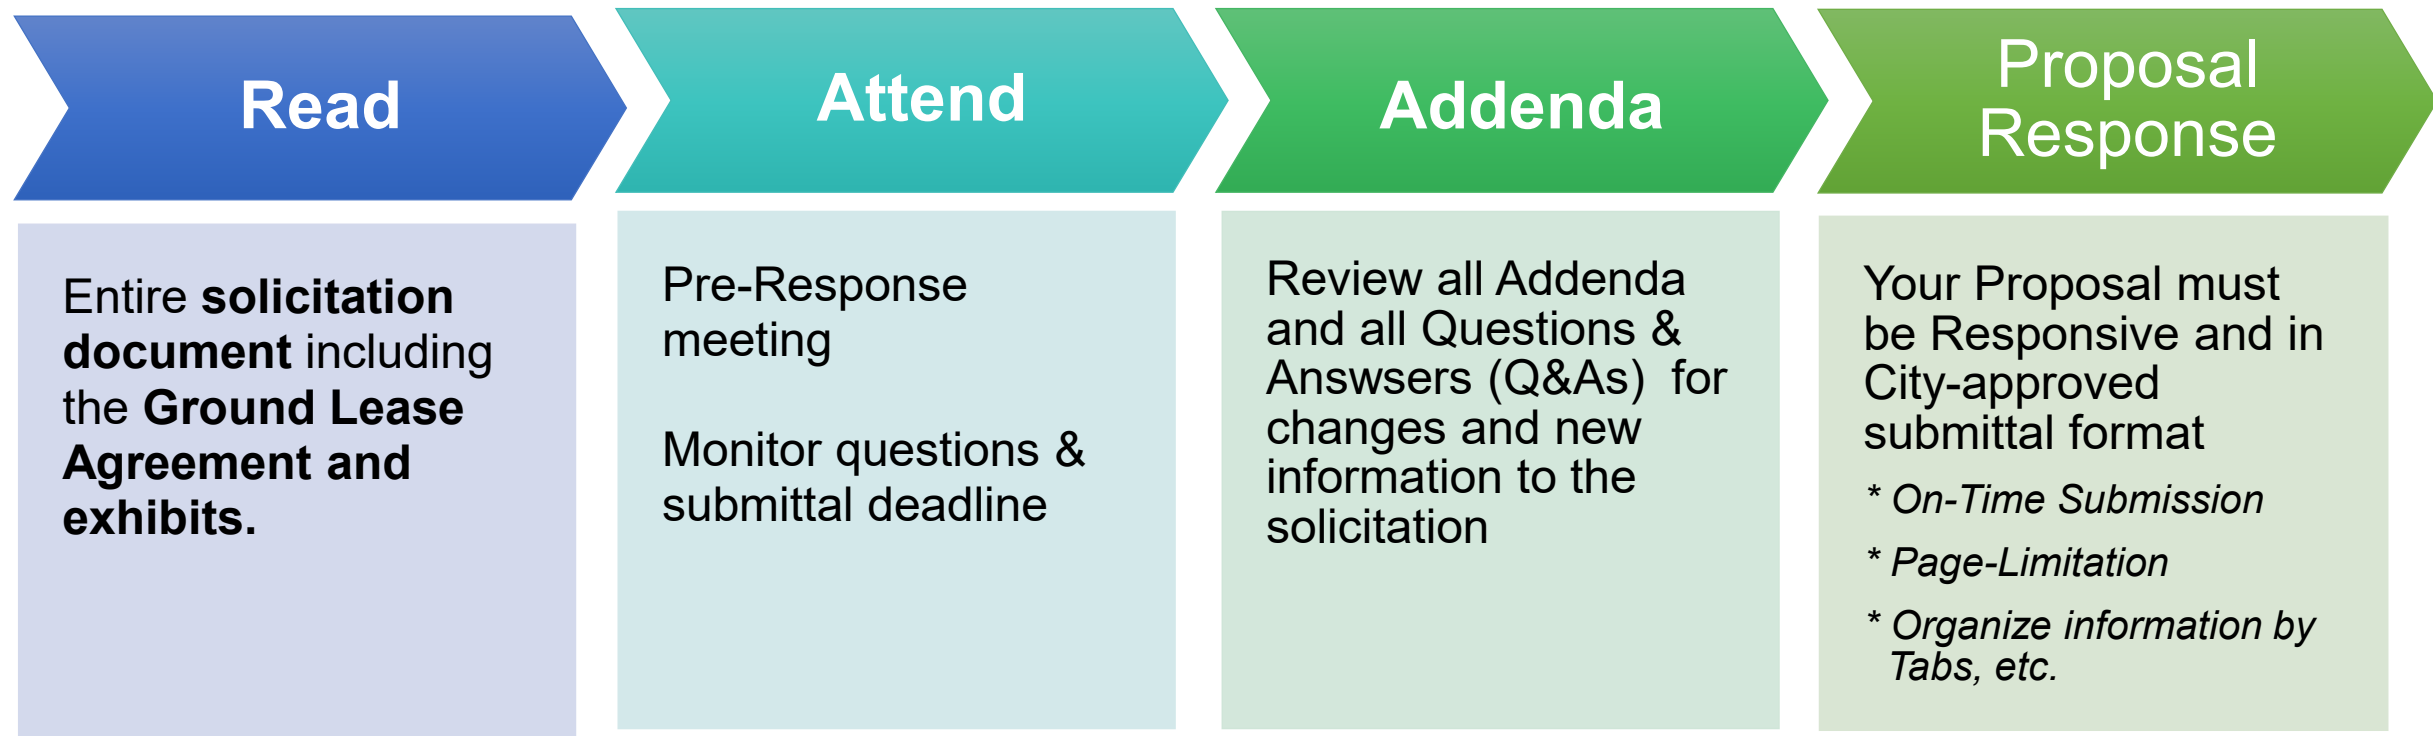 Read
Entire solicitation
document including
the Ground Lease
Agreement and
exhibits.
Attend
Pre-Response
meeting
Monitor questions &
submittal deadline
Addenda
Review all Addenda
and all Questions &
Answsers (Q&As)  for
changes and new
information to the
solicitation
Proposal
Response
Your Proposal must
be Responsive and in
City-approved
submittal format
* On-Time Submission
* Page-Limitation
* Organize information by
Tabs, etc.